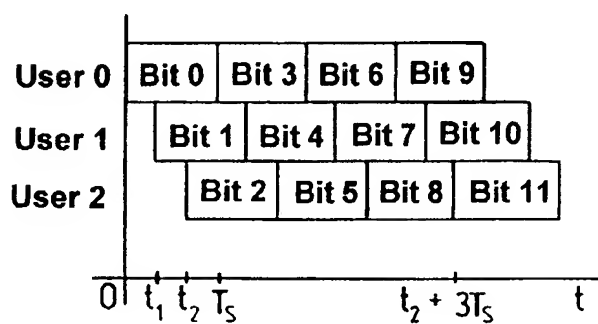 User 0 Bit 0 Bit 3 Bit 6 Bit 9
User 1 Bit 1 Bit 4 Bit 7 Bit 10
User 2 Bit 2 Bit 5 Bit 8 Bit 11
0 t₁ t₂ Tₛ t₂ + 3Tₛ t